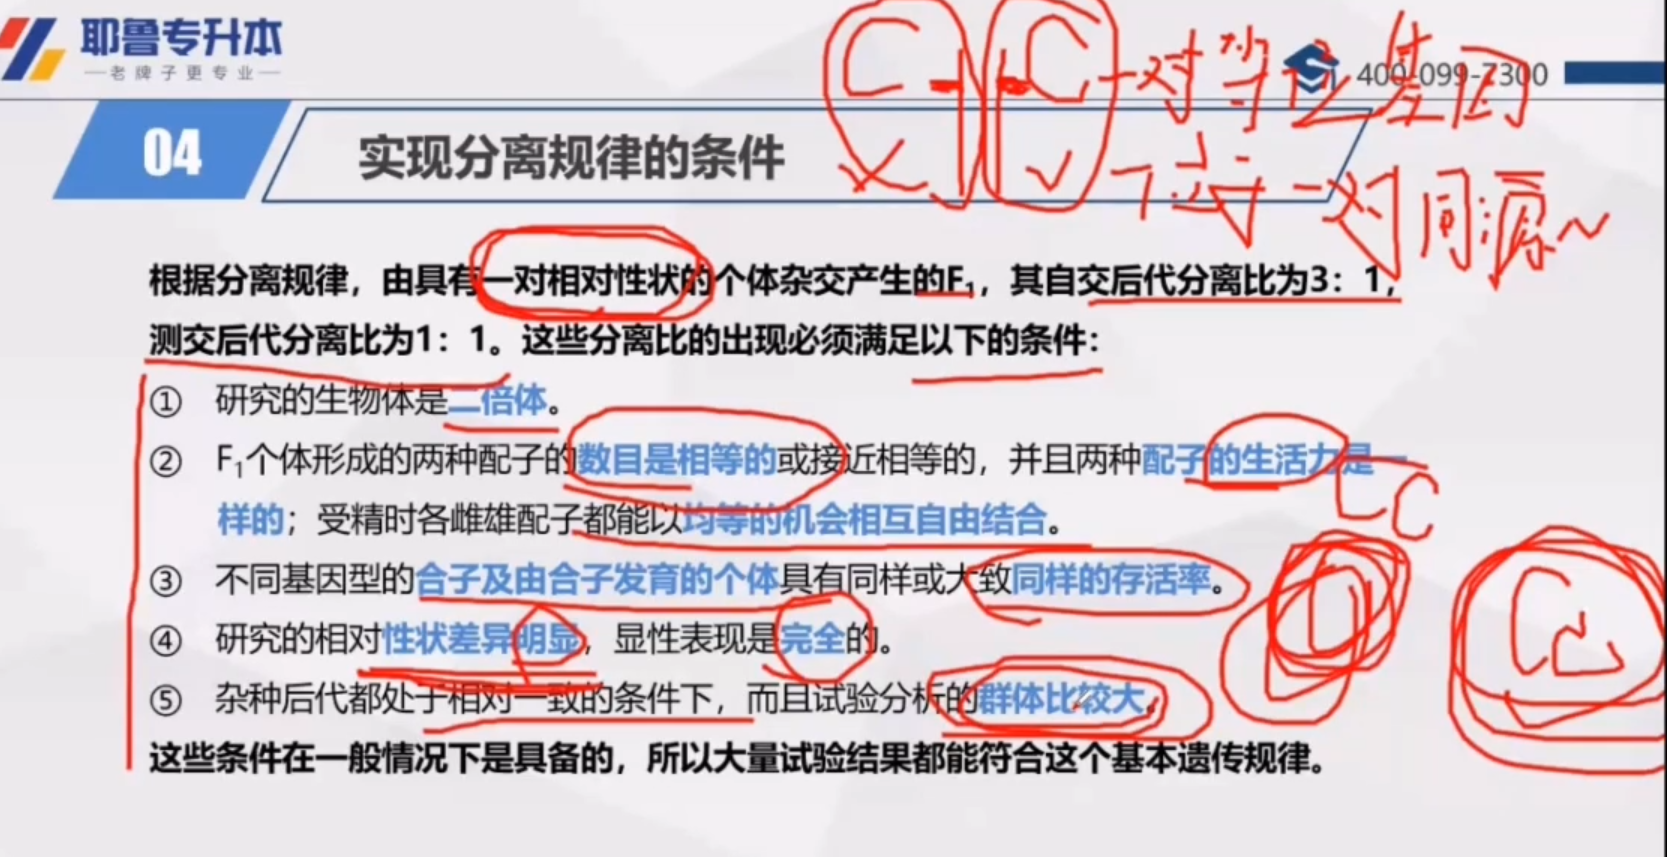 耶鲁专升本
老牌子更专业
C C 一对等位基因
400-099-7300
04 实现分离规律的条件
位于一对同源~
根据分离规律，由具有一对相对性状的个体杂交产生的F₁，其自交后代分离比为3：1，
测交后代分离比为1：1。这些分离比的出现必须满足以下的条件：
① 研究的生物体是二倍体。
② F₁个体形成的两种配子的数目是相等的或接近相等的，并且两种配子的生活力是一
样的；受精时各雌雄配子都能以均等的机会相互自由结合。
CC
③ 不同基因型的合子及由合子发育的个体具有同样或大致同样的存活率。
④ 研究的相对性状差异明显，显性表现是完全的。
⑤ 杂种后代都处于相对一致的条件下，而且试验分析的群体比较大。
这些条件在一般情况下是具备的，所以大量试验结果都能符合这个基本遗传规律。